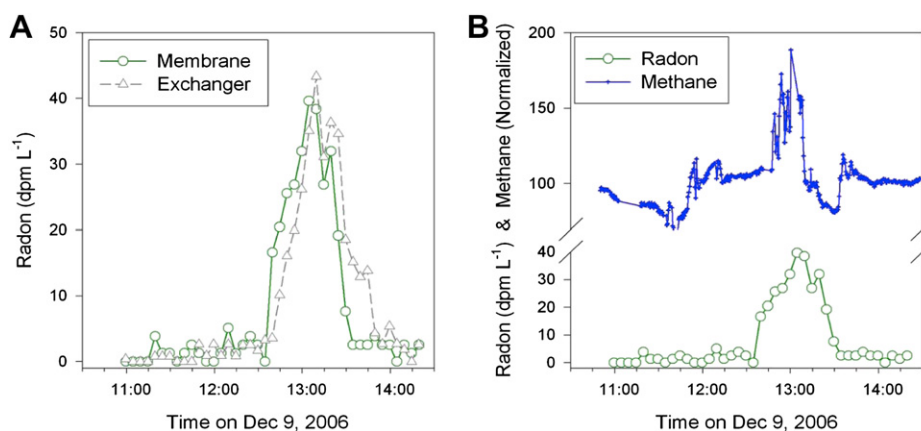 A
50
40
30
20
10
0
Radon (dpm L-1)
Membrane
Exchanger
11:00 12:00 13:00 14:00
Time on Dec 9, 2006
B
200
150
100
40
30
20
10
5
0
Radon (dpm L-1) & Methane (Normalized)
Radon
Methane
11:00 12:00 13:00 14:00
Time on Dec 9, 2006